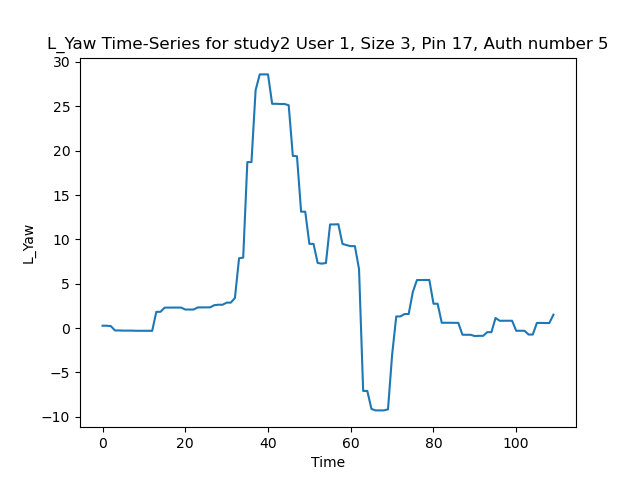 L_Yaw Time-Series for study2 User 1, Size 3, Pin 17, Auth number 5
30
25
20
15
10
5
0
−5
−10
L_Yaw
0 20 40 60 80 100
Time